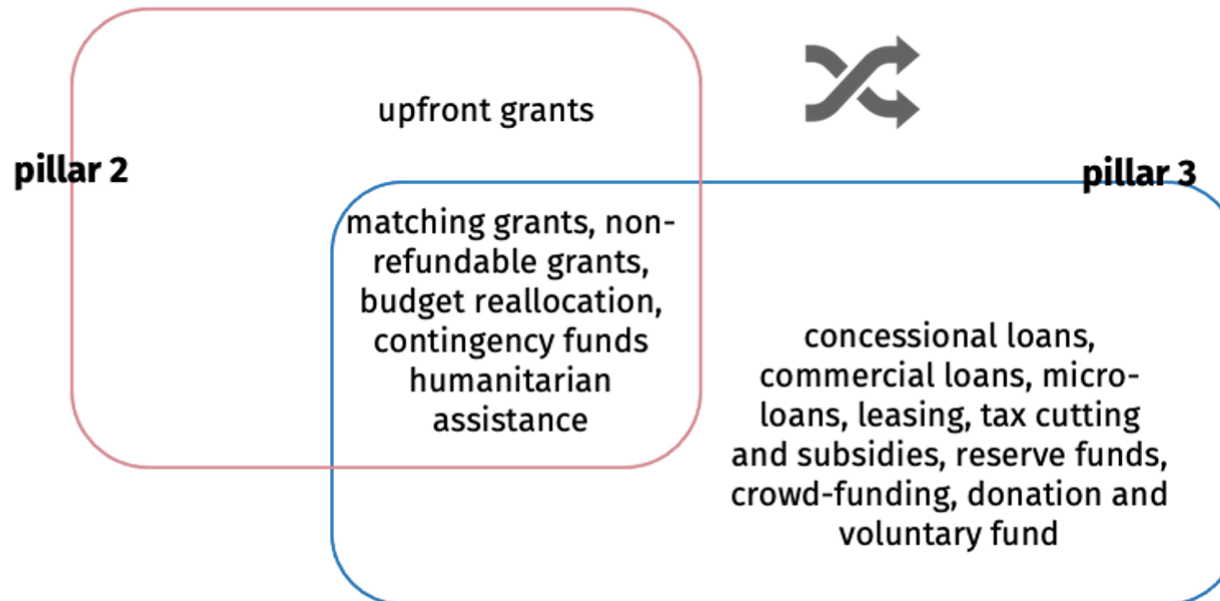 upfront grants
pillar 2
pillar 3
matching grants, non-
refundable grants,
budget reallocation,
contingency funds
humanitarian
assistance
concessional loans,
commercial loans, micro-
loans, leasing, tax cutting
and subsidies, reserve funds,
crowd-funding, donation and
voluntary fund